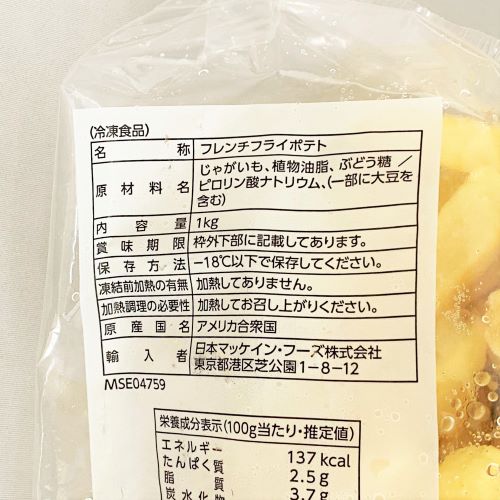 (冷凍食品)
名称 フレンチフライポテト
原材料名 じゃがいも、植物油脂、ぶどう糖／
ピロリン酸ナトリウム、(一部に大豆を
含む)
内容量 1kg
賞味期限 枠外下部に記載してあります。
保存方法 −18℃以下で保存してください。
凍結前加熱の有無 加熱してありません。
加熱調理の必要性 加熱してお召し上がりください。
原産国名 アメリカ合衆国
輸入者 日本マッケイン・フーズ株式会社
東京都港区芝公園1−8−12
MSE04759
栄養成分表示(100g当たり・推定値)
エネルギー 137kcal
たんぱく質 2.5g
脂質 3.7g
炭水化物